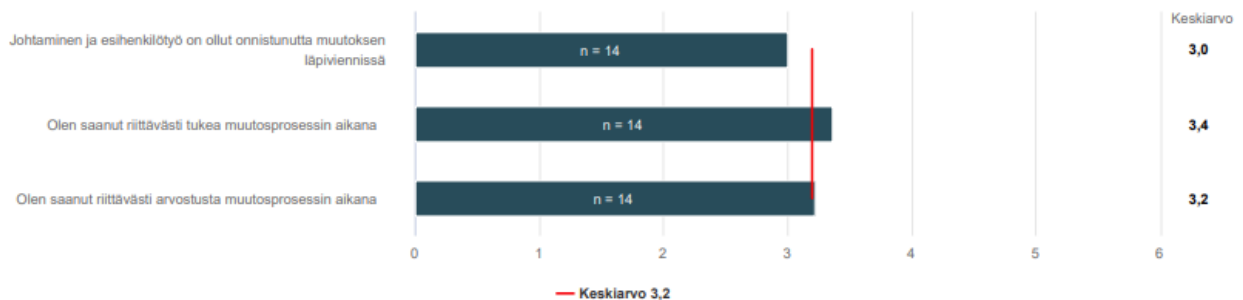 Keskiarvo
Johtaminen ja esihenkilötyö on ollut onnistunutta muutoksen
läpiviennissä
n = 14
3,0
Olen saanut riittävästi tukea muutosprosessin aikana
n = 14
3,4
Olen saanut riittävästi arvostusta muutosprosessin aikana
n = 14
3,2
0 1 2 3 4 5 6
Keskiarvo 3,2